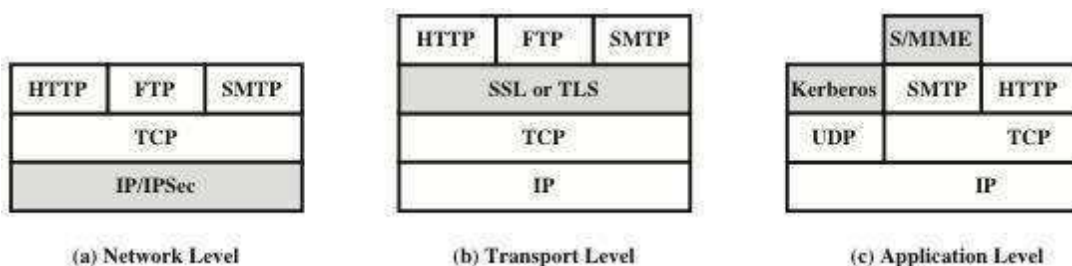 HTTP FTP SMTP
TCP
IP/IPSec
(a) Network Level
HTTP FTP SMTP
SSL or TLS
TCP
IP
(b) Transport Level
S/MIME
Kerberos SMTP HTTP
UDP TCP
IP
(c) Application Level